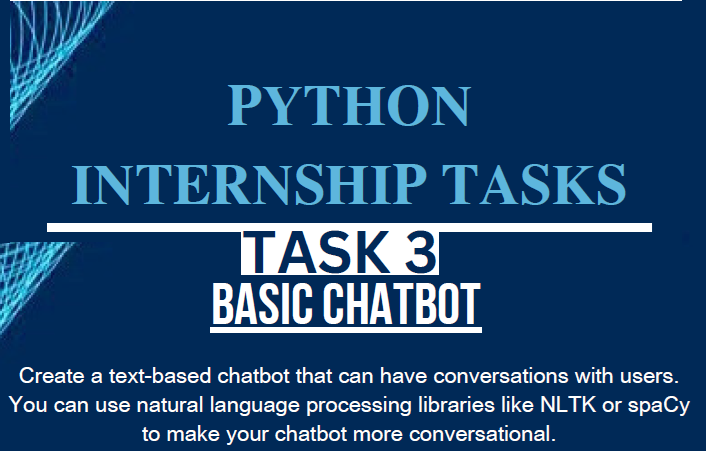 PYTHON
INTERNSHIP TASKS
TASK 3
BASIC CHATBOT
Create a text-based chatbot that can have conversations with users.
You can use natural language processing libraries like NLTK or spaCy
to make your chatbot more conversational.